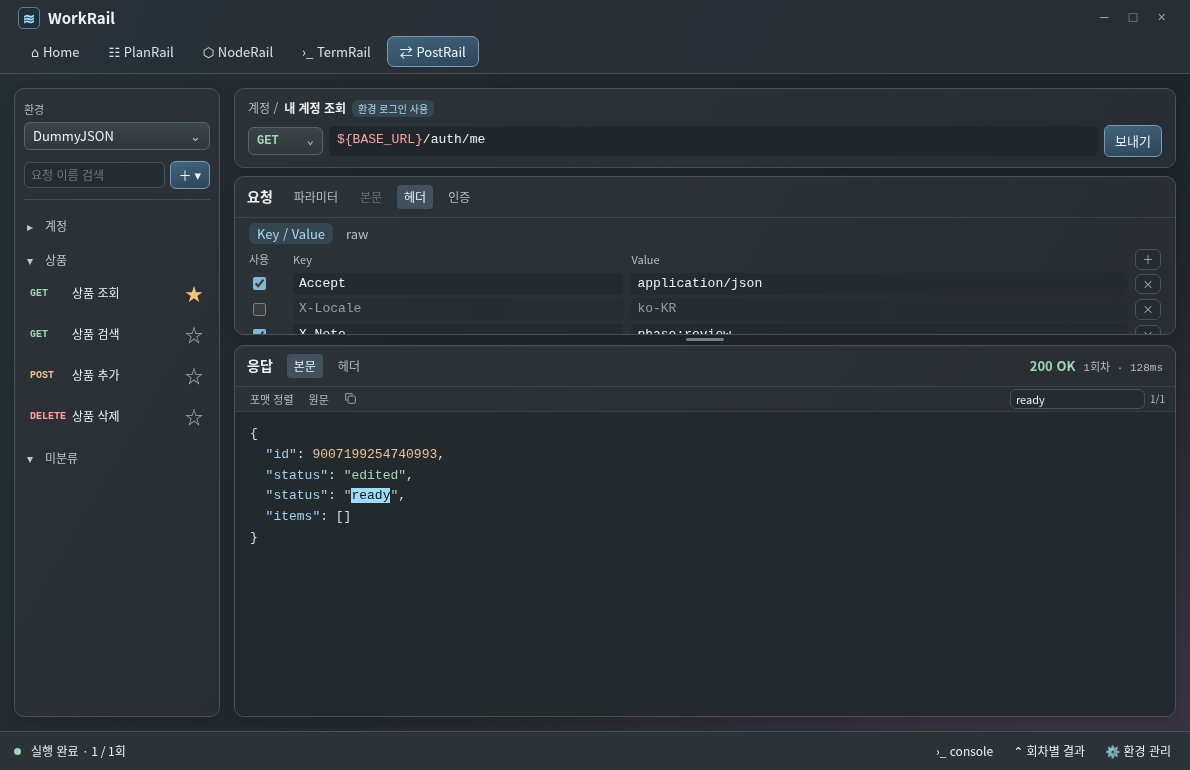 WorkRail
Home PlanRail NodeRail ›_ TermRail PostRail
환경
DummyJSON
요청 이름 검색
+ ▾
▸ 계정
▾ 상품
GET 상품 조회 ★
GET 상품 검색 ☆
POST 상품 추가 ☆
DELETE 상품 삭제 ☆
▾ 미분류
계정 / 내 계정 조회 환경 로그인 사용
GET ${BASE_URL}/auth/me 보내기
요청 파라미터 본문 헤더 인증
Key / Value raw
사용 Key Value +
Accept application/json ×
X-Locale ko-KR ×
X-Note phase:review ×
응답 본문 헤더 200 OK 1회차 · 128ms
포맷 정렬 원문 ready 1/1
{
"id": 9007199254740993,
"status": "edited",
"status": "ready",
"items": []
}
실행 완료 · 1 / 1회 ›_ console ⌃ 회차별 결과 ⚙️ 환경 관리